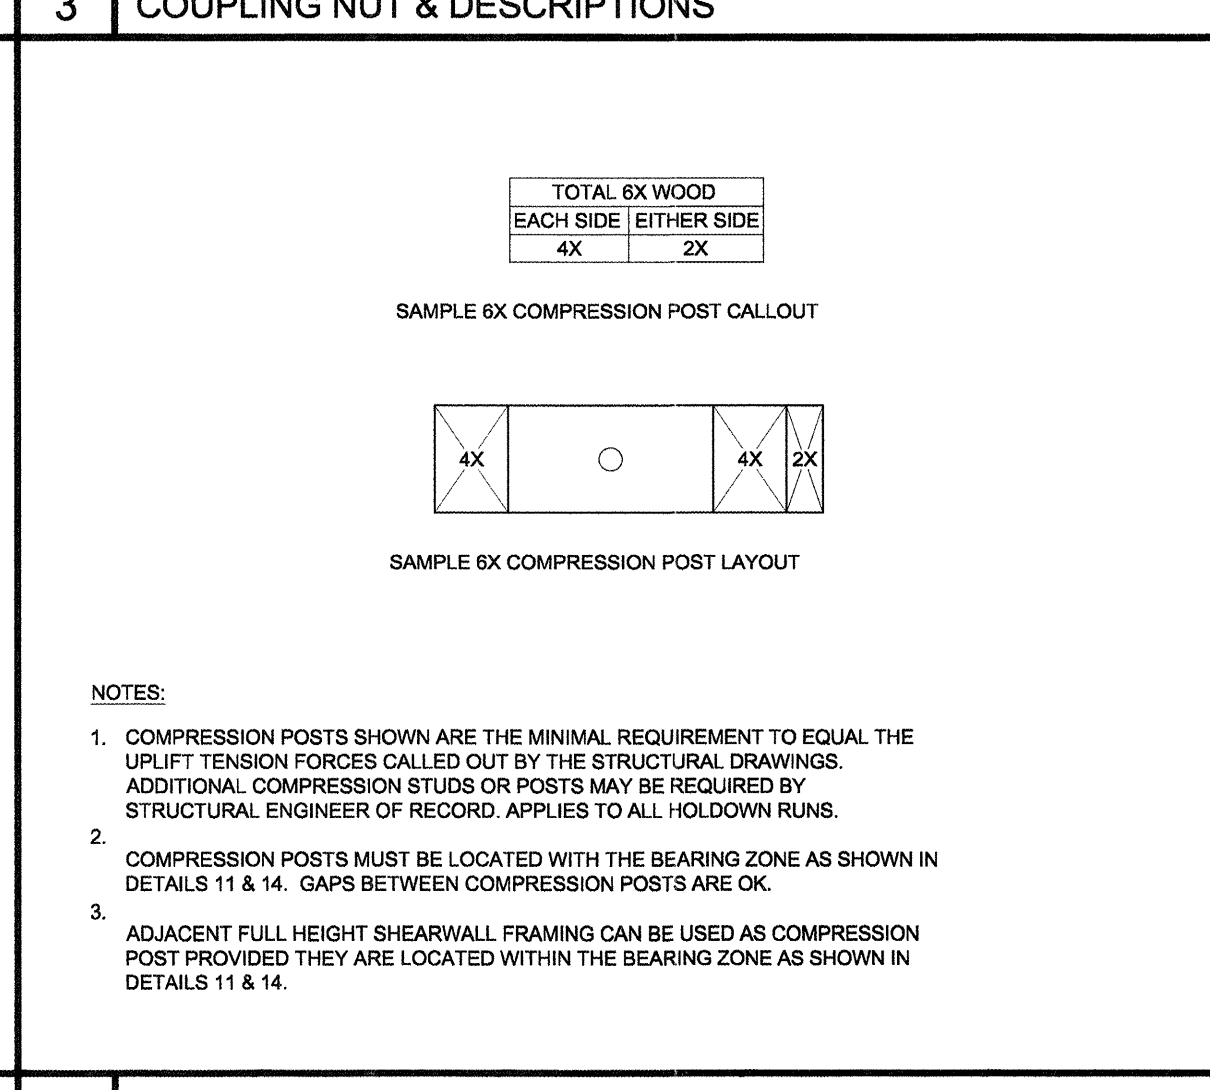 3 COUPLING NUT & DESCRIPTIONS
TOTAL 6X WOOD
EACH SIDE EITHER SIDE
4X 2X
SAMPLE 6X COMPRESSION POST CALLOUT
4X 4X 2X
SAMPLE 6X COMPRESSION POST LAYOUT
NOTES:
1. COMPRESSION POSTS SHOWN ARE THE MINIMAL REQUIREMENT TO EQUAL THE
UPLIFT TENSION FORCES CALLED OUT BY THE STRUCTURAL DRAWINGS.
ADDITIONAL COMPRESSION STUDS OR POSTS MAY BE REQUIRED BY
STRUCTURAL ENGINEER OF RECORD. APPLIES TO ALL HOLDOWN RUNS.
2.
COMPRESSION POSTS MUST BE LOCATED WITH THE BEARING ZONE AS SHOWN IN
DETAILS 11 & 14. GAPS BETWEEN COMPRESSION POSTS ARE OK.
3.
ADJACENT FULL HEIGHT SHEARWALL FRAMING CAN BE USED AS COMPRESSION
POST PROVIDED THEY ARE LOCATED WITHIN THE BEARING ZONE AS SHOWN IN
DETAILS 11 & 14.